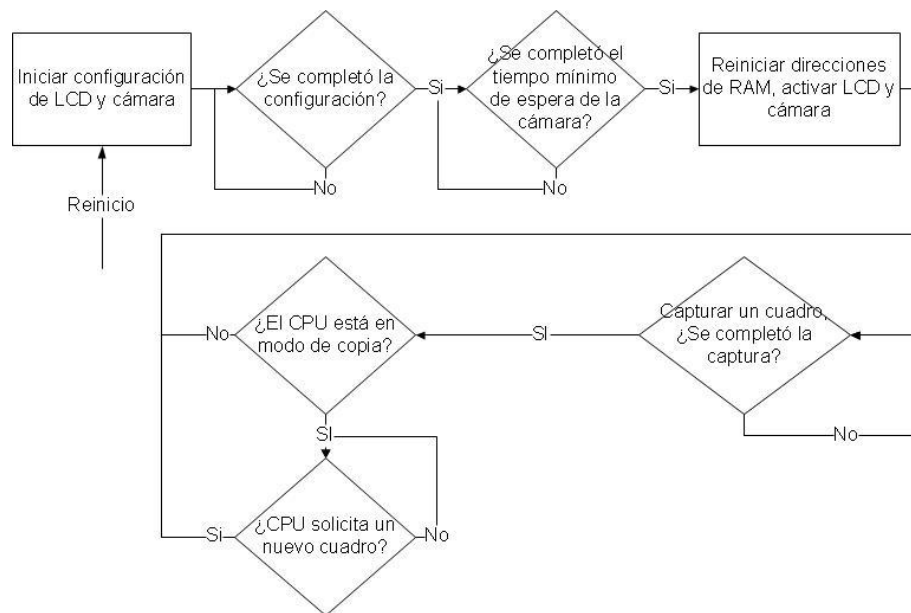 Iniciar configuración
de LCD y cámara
¿Se completó la
configuración?
Si
No
¿Se completó el
tiempo mínimo
de espera de la
cámara?
Si
No
Reiniciar direcciones
de RAM, activar LCD y
cámara
Reinicio
Capturar un cuadro,
¿Se completó la
captura?
SI
No
¿El CPU está en
modo de copia?
No
SI
¿CPU solicita un
nuevo cuadro?
Si
No